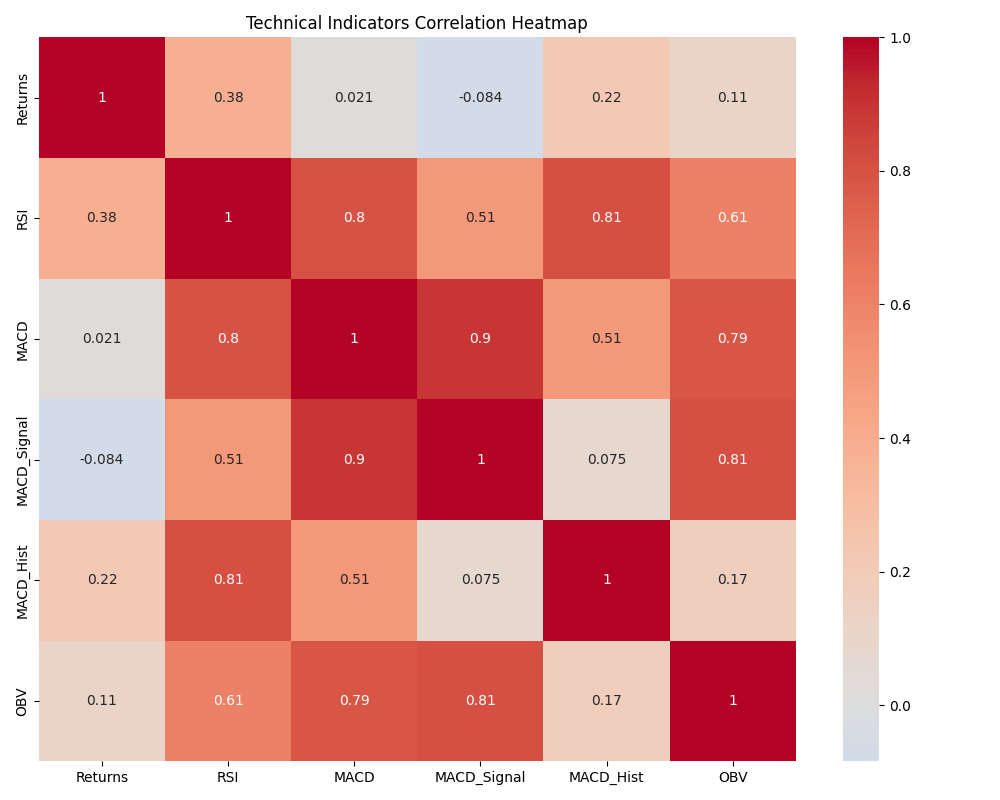 Technical Indicators Correlation Heatmap
Returns 1 0.38 0.021 -0.084 0.22 0.11
RSI 0.38 1 0.8 0.51 0.81 0.61
MACD 0.021 0.8 1 0.9 0.51 0.79
MACD_Signal -0.084 0.51 0.9 1 0.075 0.81
MACD_Hist 0.22 0.81 0.51 0.075 1 0.17
OBV 0.11 0.61 0.79 0.81 0.17 1
Returns RSI MACD MACD_Signal MACD_Hist OBV
1.0
0.8
0.6
0.4
0.2
0.0